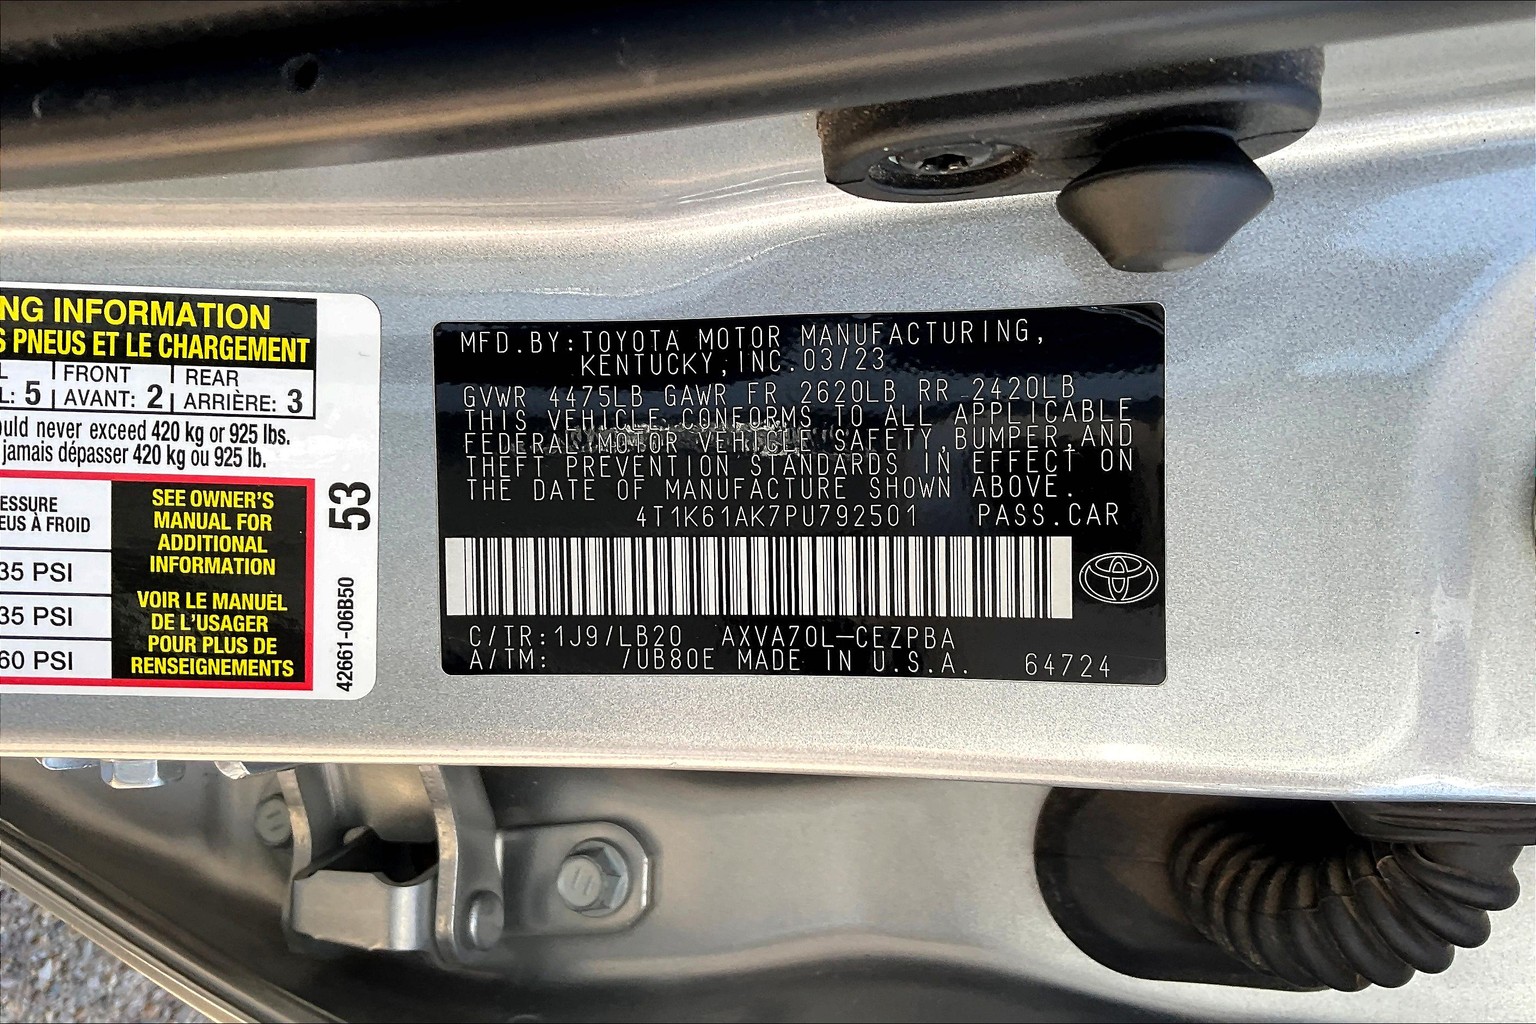 NG INFORMATION
S PNEUS ET LE CHARGEMENT
L FRONT REAR
L: 5 AVANT: 2 ARRIÈRE: 3
ould never exceed 420 kg or 925 lbs.
jamais dépasser 420 kg ou 925 lb.
ESSURE
EUS À FROID
35 PSI
35 PSI
60 PSI
SEE OWNER'S
MANUAL FOR
ADDITIONAL
INFORMATION
VOIR LE MANUEL
DE L'USAGER
POUR PLUS DE
RENSEIGNEMENTS
53
42661-06B50
MFD.BY:TOYOTA MOTOR MANUFACTURING,
KENTUCKY,INC.03/23
GVWR 4475LB GAWR FR 2620LB RR 2420LB
THIS VEHICLE CONFORMS TO ALL APPLICABLE
FEDERAL MOTOR VEHICLE SAFETY,BUMPER,AND
THEFT PREVENTION STANDARDS IN EFFECT ON
THE DATE OF MANUFACTURE SHOWN ABOVE.
4T1K61AK7PU792501 PASS.CAR
C/TR:1J9/LB20 AXVA70L-CEZPBA
A/TM: /UB80E MADE IN U.S.A. 64724